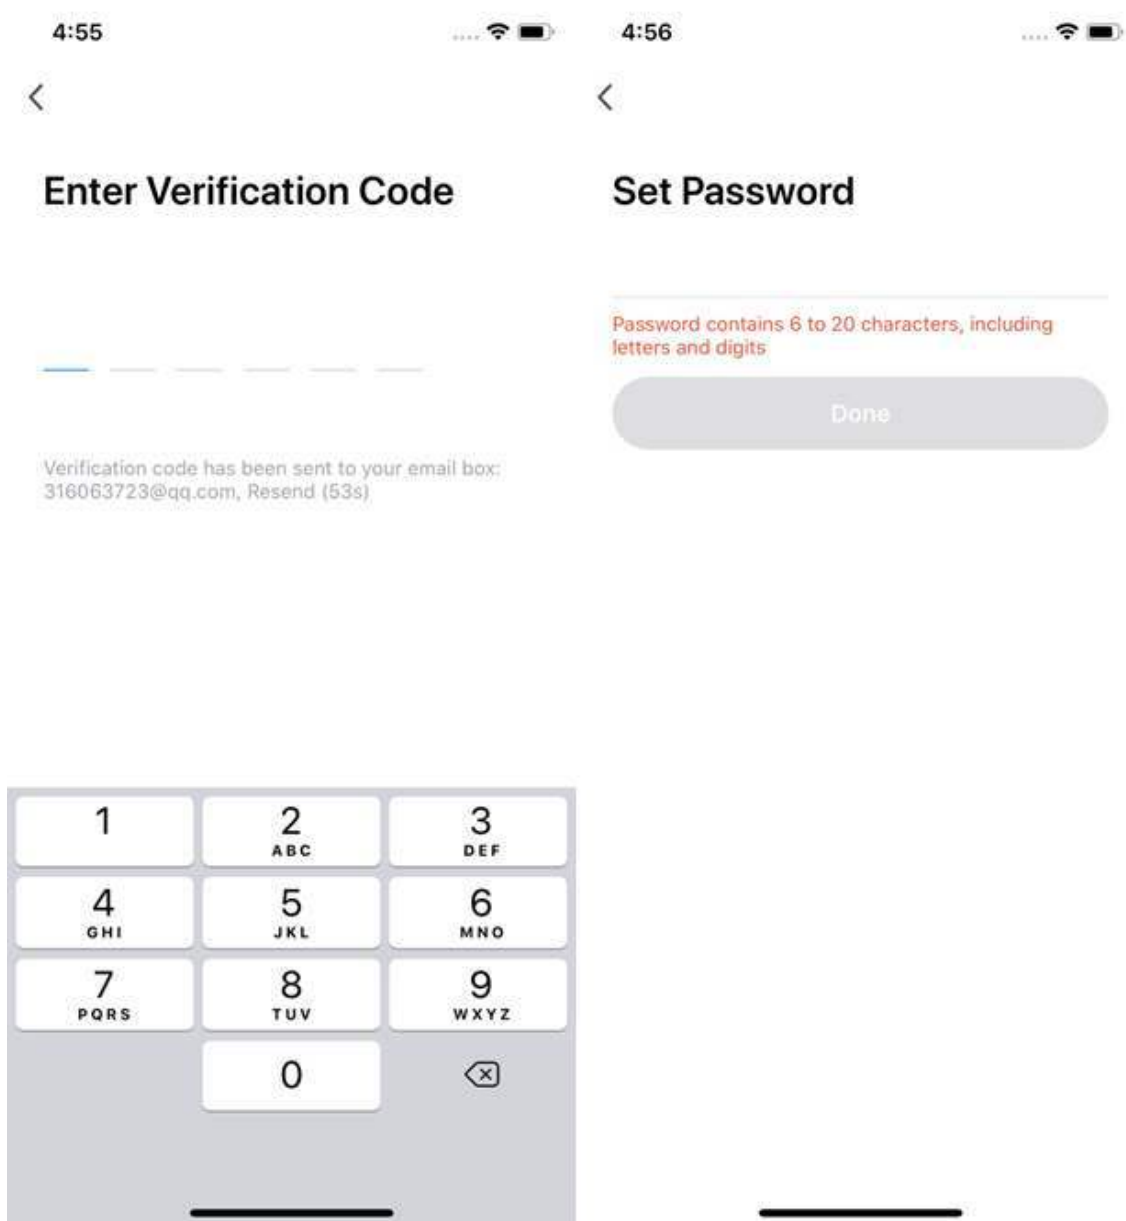 4:55
Enter Verification Code
Verification code has been sent to your email box:
316063723@qq.com, Resend (53s)
1
2
ABC
3
DEF
4
GHI
5
JKL
6
MNO
7
PQRS
8
TUV
9
WXYZ
0
4:56
Set Password
Password contains 6 to 20 characters, including
letters and digits
Done